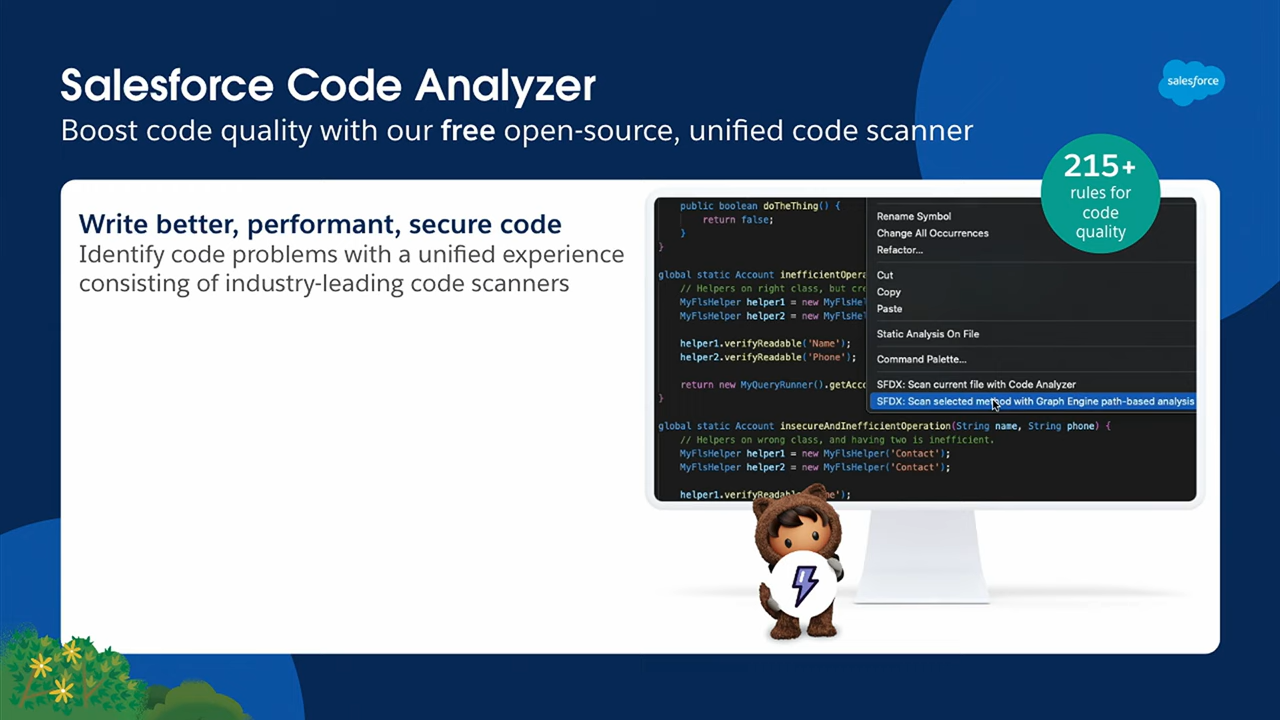 Salesforce Code Analyzer
Boost code quality with our free open-source, unified code scanner
salesforce
215+
rules for
code
quality
Write better, performant, secure code
Identify code problems with a unified experience
consisting of industry-leading code scanners
public boolean doTheThing() {
return false;
}
}
global static Account inefficientOpera
// Helpers on right class, but cre
MyFlsHelper helper1 = new MyFlsHel
MyFlsHelper helper2 = new MyFlsHel
helper1.verifyReadable('Name');
helper2.verifyReadable('Phone');
return new MyQueryRunner().getAcco
}
global static Account insecureAndInefficientOperation(String name, String phone) {
// Helpers on wrong class, and having two is inefficient.
MyFlsHelper helper1 = new MyFlsHelper('Contact');
MyFlsHelper helper2 = new MyFlsHelper('Contact');
helper1.verifyReadab me');
Rename Symbol
Change All Occurrences
Refactor...
Cut
Copy
Paste
Static Analysis On File
Command Palette...
SFDX: Scan current file with Code Analyzer
SFDX: Scan selected method with Graph Engine path-based analysis